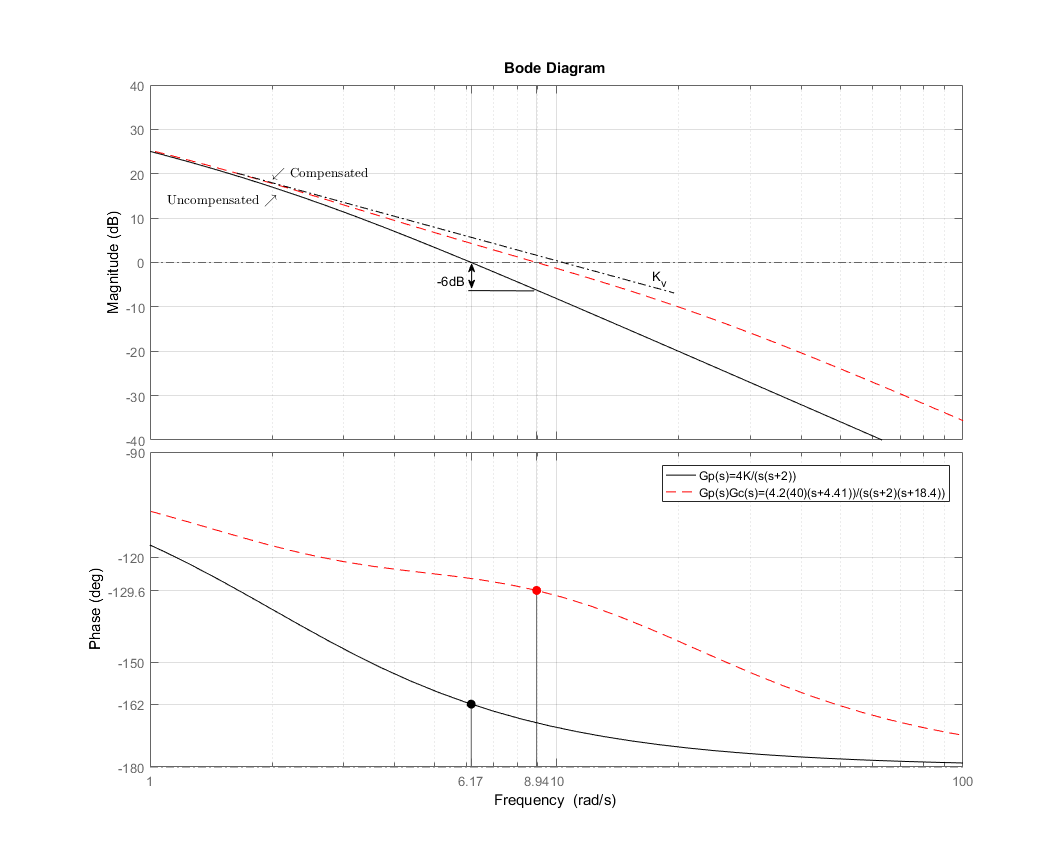 Bode Diagram
Magnitude (dB)
40
30
20
10
0
-10
-20
-30
-40
Compensated
Uncompensated
-6dB
Kv
Phase (deg)
-90
-120
-129.6
-150
-162
-180
Gp(s)=4K/(s(s+2))
Gp(s)Gc(s)=(4.2(40)(s+4.41))/(s(s+2)(s+18.4))
1
6.17
8.94
10
100
Frequency (rad/s)